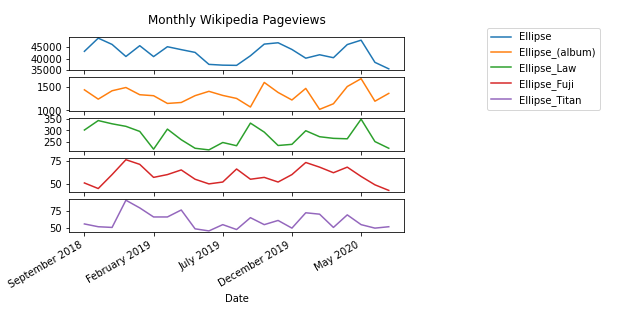 Monthly Wikipedia Pageviews
45000
40000
35000
1500
1000
350
300
250
75
50
75
50
September 2018
February 2019
July 2019
December 2019
May 2020
Date
Ellipse
Ellipse_(album)
Ellipse_Law
Ellipse_Fuji
Ellipse_Titan